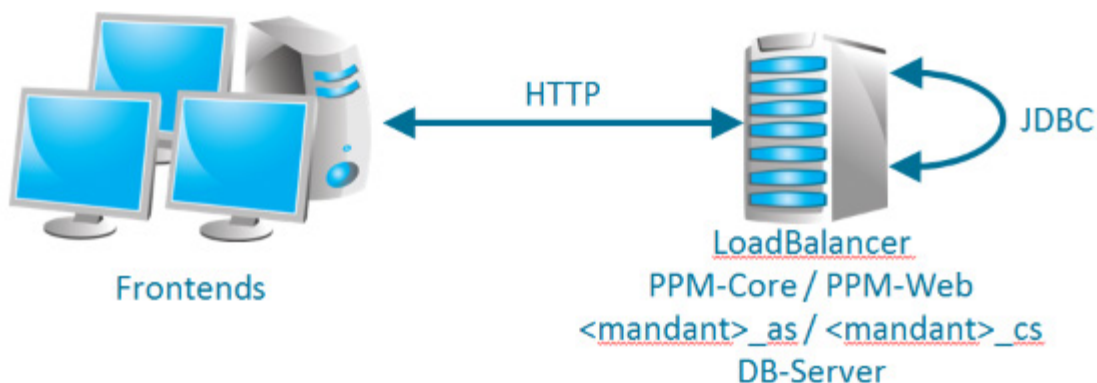 HTTP
JDBC
Frontends
LoadBalancer
PPM-Core / PPM-Web
<mandant>_as / <mandant>_cs
DB-Server